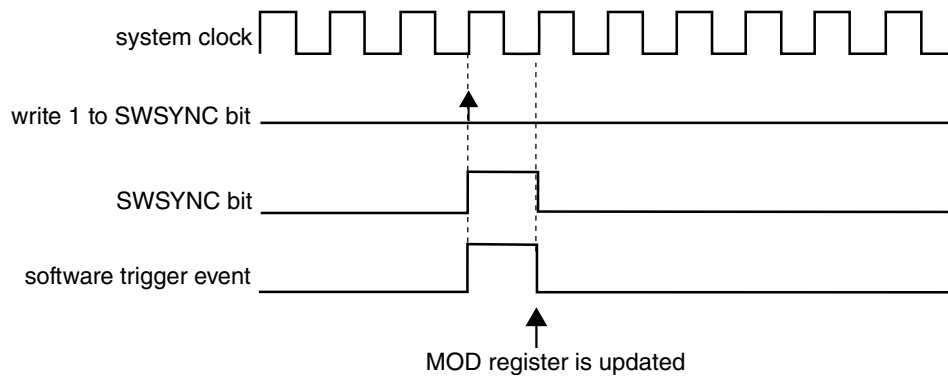 system clock
write 1 to SWSYNC bit
SWSYNC bit
software trigger event
MOD register is updated